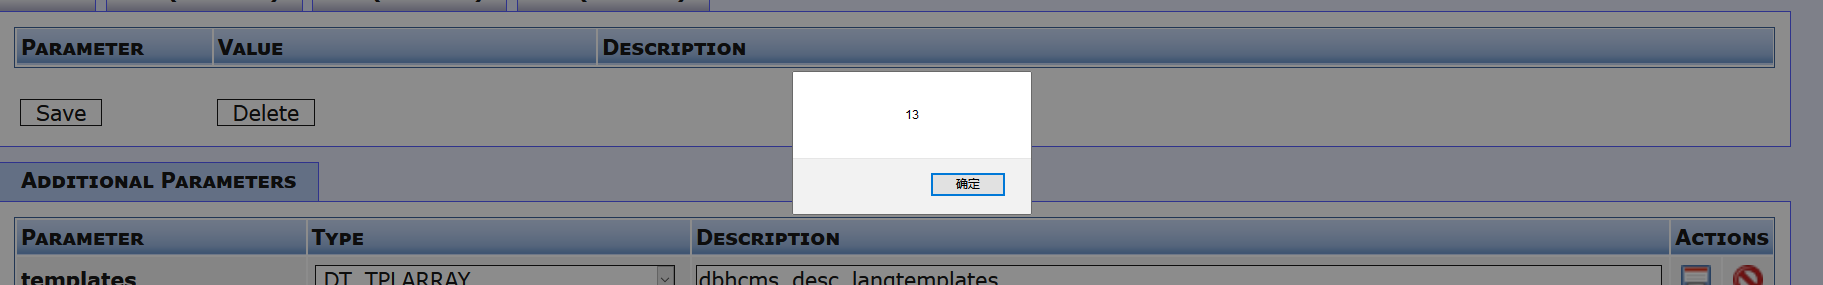 PARAMETER VALUE DESCRIPTION
13
Save Delete
确定
ADDITIONAL PARAMETERS
PARAMETER TYPE DESCRIPTION ACTIONS
templates DT_TPLARRAY dbhcms_desc_langtemplates